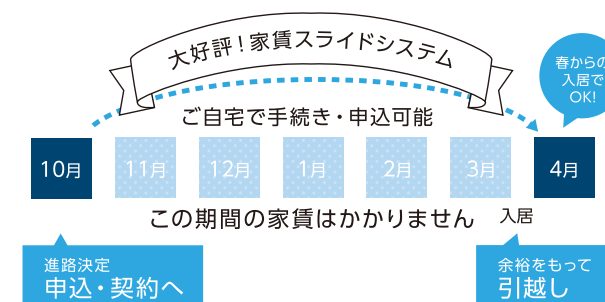 大好評！家賃スライドシステム
春からの
入居で
OK!
ご自宅で手続き・申込可能
10月 11月 12月 1月 2月 3月 4月
この期間の家賃はかかりません
入居
進路決定
申込・契約へ
余裕をもって
引越し